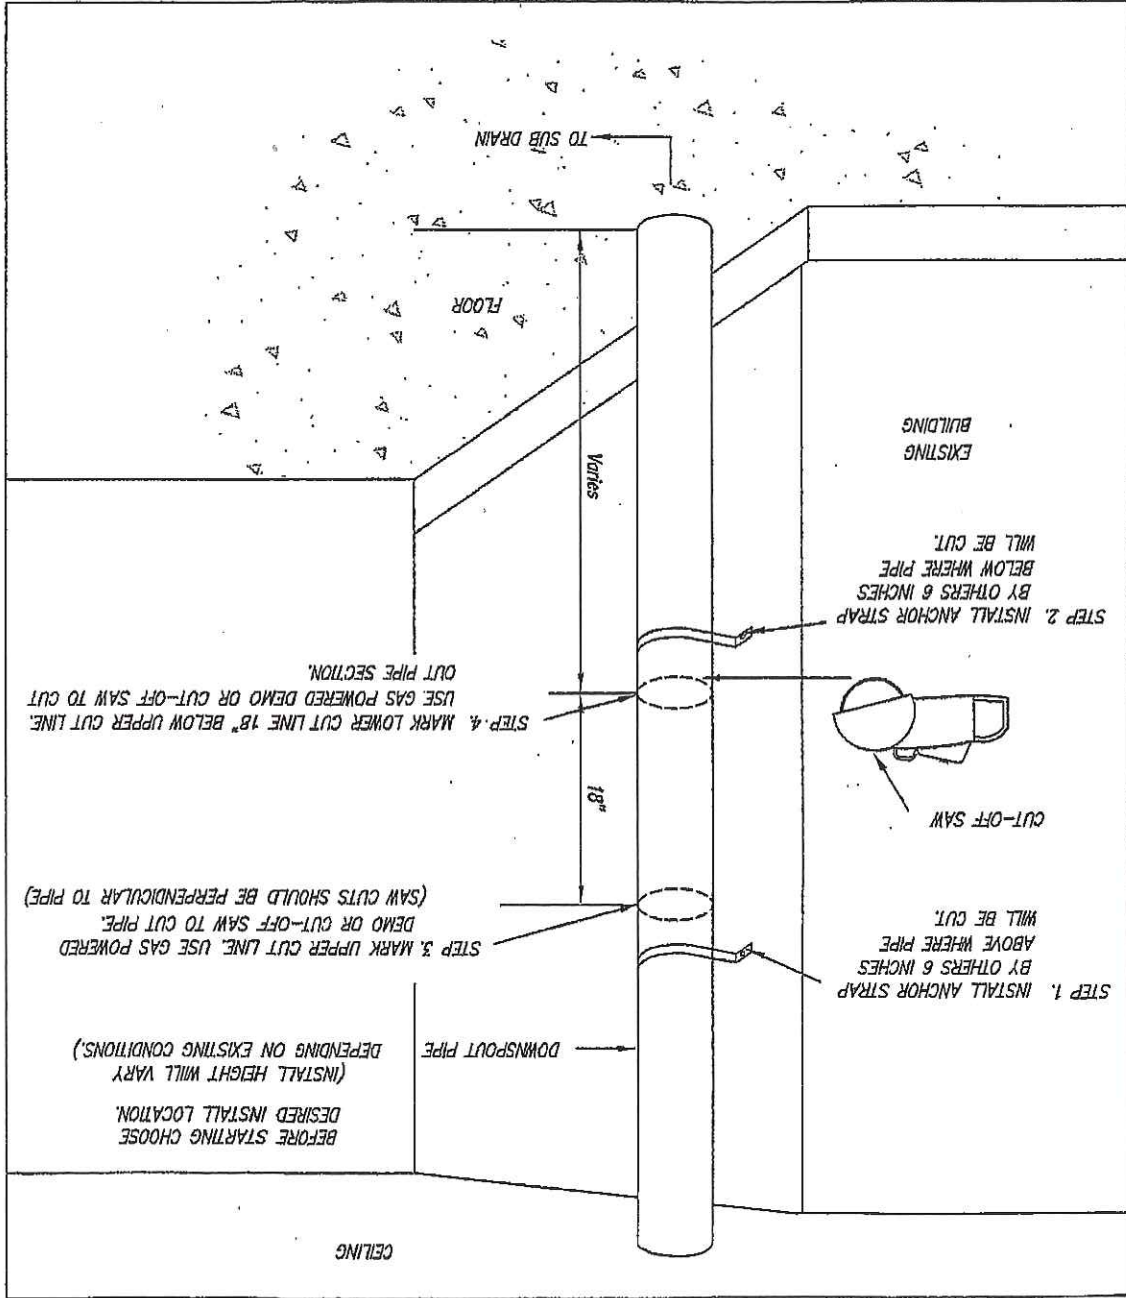 CEILING
BEFORE STARTING CHOOSE
DESIRED INSTALL LOCATION.
(INSTALL HEIGHT WILL VARY
DEPENDING ON EXISTING CONDITIONS.)
DOWNSPOUT PIPE
STEP 1. INSTALL ANCHOR STRAP
BY OTHERS 6 INCHES
ABOVE WHERE PIPE
WILL BE CUT.
STEP 3. MARK UPPER CUT LINE. USE GAS POWERED
DEMO OR CUT-OFF SAW TO CUT PIPE.
(SAW CUTS SHOULD BE PERPENDICULAR TO PIPE)
CUT-OFF SAW
18"
STEP 4. MARK LOWER CUT LINE 18" BELOW UPPER CUT LINE.
USE GAS POWERED DEMO OR CUT-OFF SAW TO CUT
OUT PIPE SECTION.
STEP 2. INSTALL ANCHOR STRAP
BY OTHERS 6 INCHES
BELOW WHERE PIPE
WILL BE CUT.
Varies
EXISTING
BUILDING
FLOOR
TO SUB DRAIN